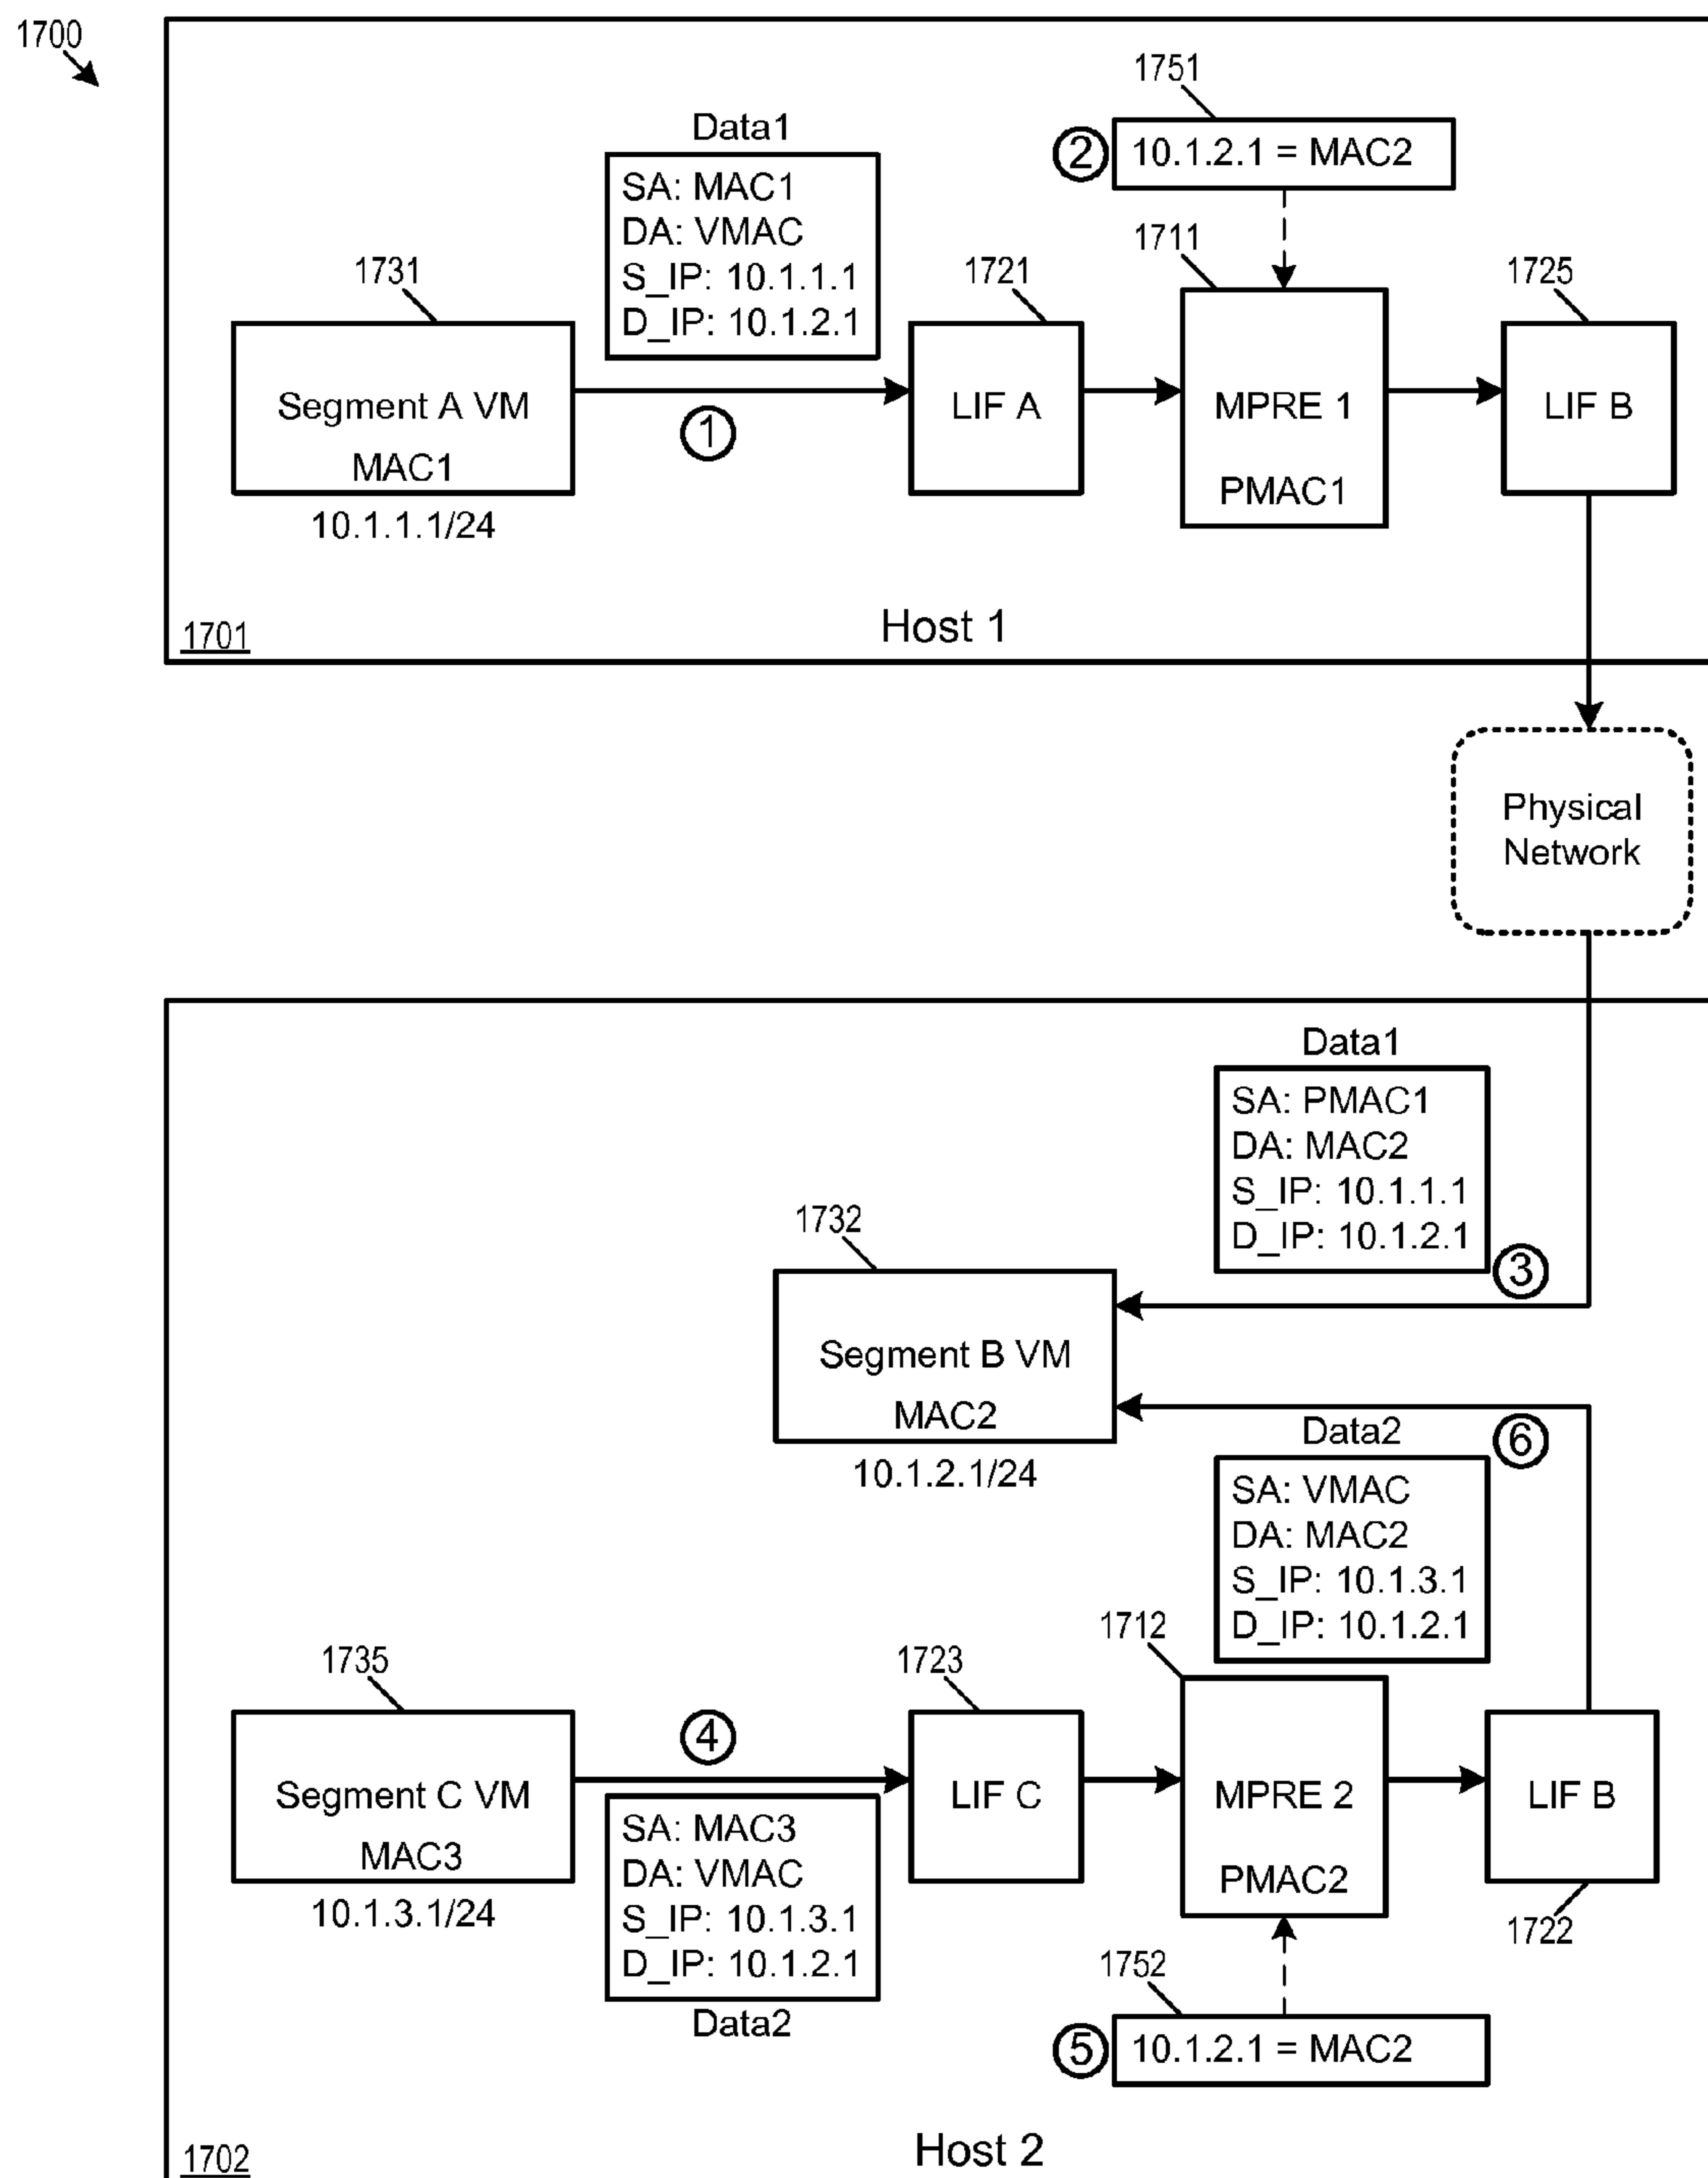 1700
1751
Data1
② 10.1.2.1 = MAC2
SA: MAC1
DA: VMAC
S_IP: 10.1.1.1
D_IP: 10.1.2.1
1731
1721
1711
1725
Segment A VM
MAC1
10.1.1.1/24
①
LIF A
MPRE 1
PMAC1
LIF B
1701
Host 1
Physical
Network
Data1
SA: PMAC1
DA: MAC2
S_IP: 10.1.1.1
D_IP: 10.1.2.1
③
1732
Segment B VM
MAC2
10.1.2.1/24
Data2
⑥
SA: VMAC
DA: MAC2
S_IP: 10.1.3.1
D_IP: 10.1.2.1
1735
1723
1712
④
Segment C VM
MAC3
10.1.3.1/24
SA: MAC3
DA: VMAC
S_IP: 10.1.3.1
D_IP: 10.1.2.1
Data2
LIF C
MPRE 2
PMAC2
LIF B
1722
1752
⑤ 10.1.2.1 = MAC2
1702
Host 2